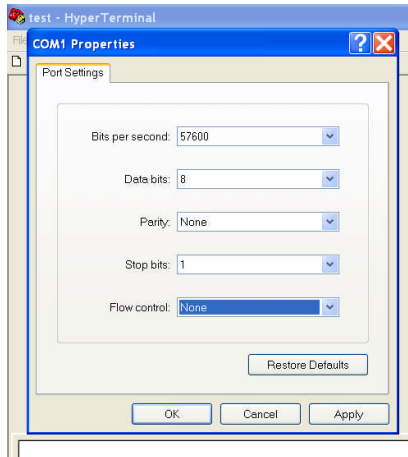 test - HyperTerminal
COM1 Properties
Port Settings
Bits per second: 57600
Data bits: 8
Parity: None
Stop bits: 1
Flow control: None
Restore Defaults
OK Cancel Apply